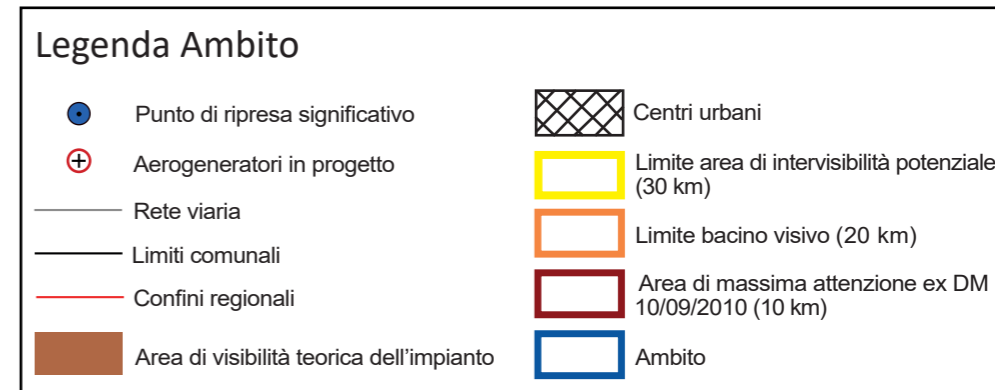 Legenda Ambito
Punto di ripresa significativo
Aerogeneratori in progetto
Rete viaria
Limiti comunali
Confini regionali
Area di visibilità teorica dell'impianto
Centri urbani
Limite area di intervisibilità potenziale
(30 km)
Limite bacino visivo (20 km)
Area di massima attenzione ex DM
10/09/2010 (10 km)
Ambito